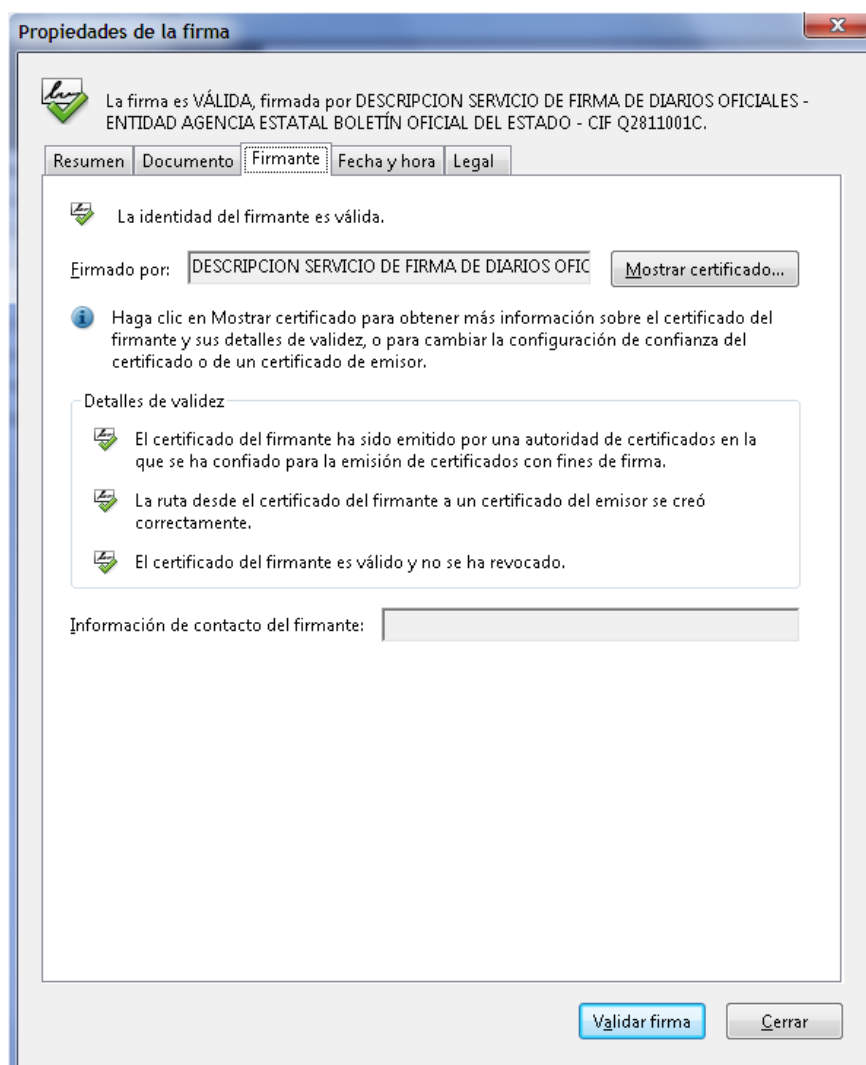 Propiedades de la firma
La firma es VÁLIDA, firmada por DESCRIPCION SERVICIO DE FIRMA DE DIARIOS OFICIALES -
ENTIDAD AGENCIA ESTATAL BOLETÍN OFICIAL DEL ESTADO - CIF Q2811001C.
Resumen Documento Firmante Fecha y hora Legal
La identidad del firmante es válida.
Firmado por: DESCRIPCION SERVICIO DE FIRMA DE DIARIOS OFIC Mostrar certificado...
Haga clic en Mostrar certificado para obtener más información sobre el certificado del
firmante y sus detalles de validez, o para cambiar la configuración de confianza del
certificado o de un certificado de emisor.
Detalles de validez
El certificado del firmante ha sido emitido por una autoridad de certificados en la
que se ha confiado para la emisión de certificados con fines de firma.
La ruta desde el certificado del firmante a un certificado del emisor se creó
correctamente.
El certificado del firmante es válido y no se ha revocado.
Información de contacto del firmante:
Validar firma Cerrar